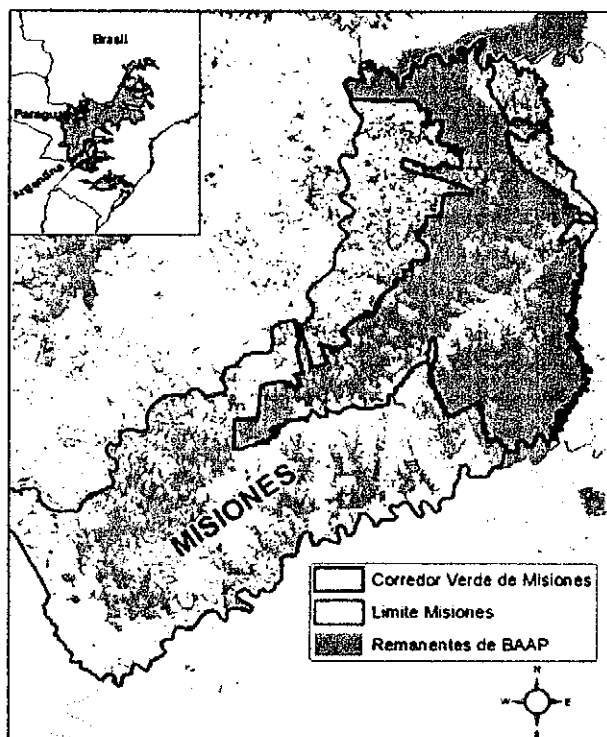 Brasil
Paraguay
Argentina
MISIONES
Corredor Verde de Misiones
Limite Misiones
Remanentes de BAAP
N
W E
S